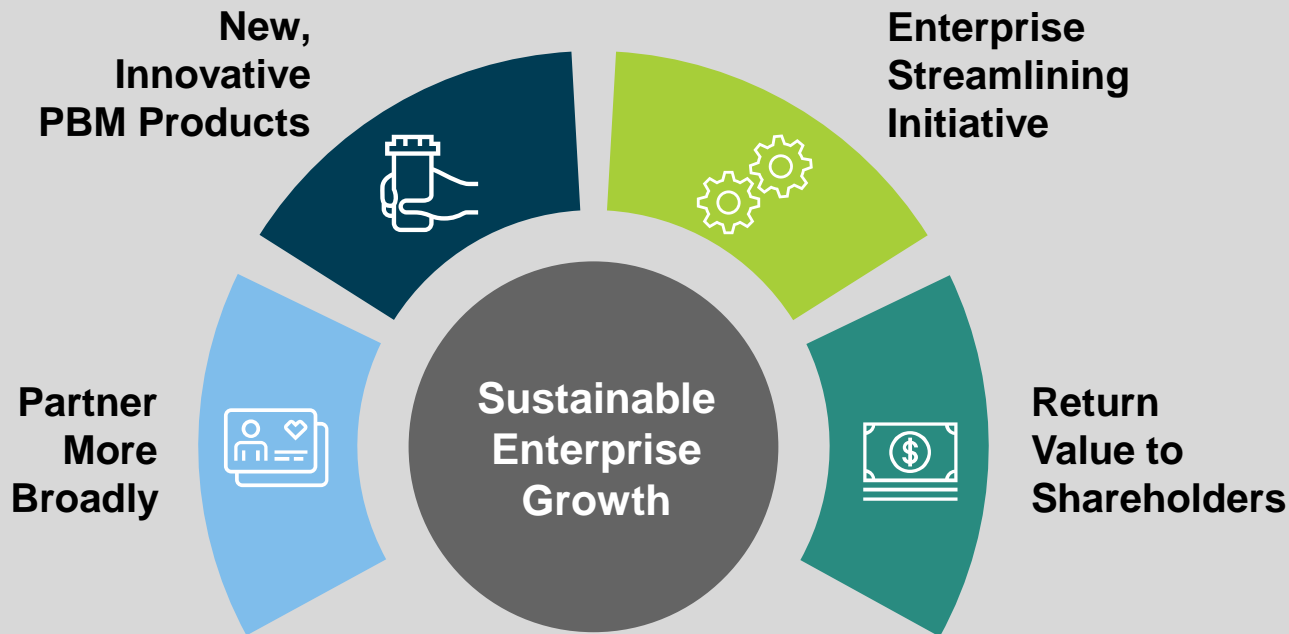 New,
Innovative
PBM Products
Enterprise
Streamlining
Initiative
Partner
More
Broadly
Sustainable
Enterprise
Growth
$
Return
Value to
Shareholders